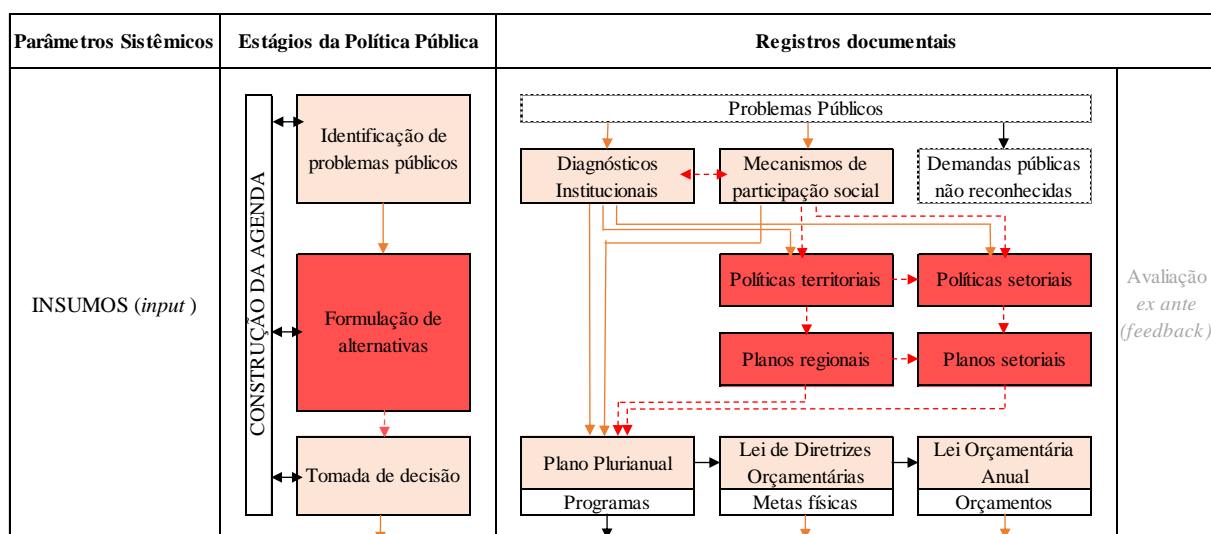 Parâmetros Sistêmicos
Estágios da Política Pública
Registros documentais
INSUMOS (input )
CONSTRUÇÃO DA AGENDA
Identificação de
problemas públicos
Formulação de
alternativas
Tomada de decisão
Problemas Públicos
Diagnósticos
Institucionais
Mecanismos de
participação social
Demandas públicas
não reconhecidas
Políticas territoriais
Políticas setoriais
Planos regionais
Planos setoriais
Plano Plurianual
Programas
Lei de Diretrizes
Orçamentárias
Metas físicas
Lei Orçamentária
Anual
Orçamentos
Avaliação
ex ante
(feedback)